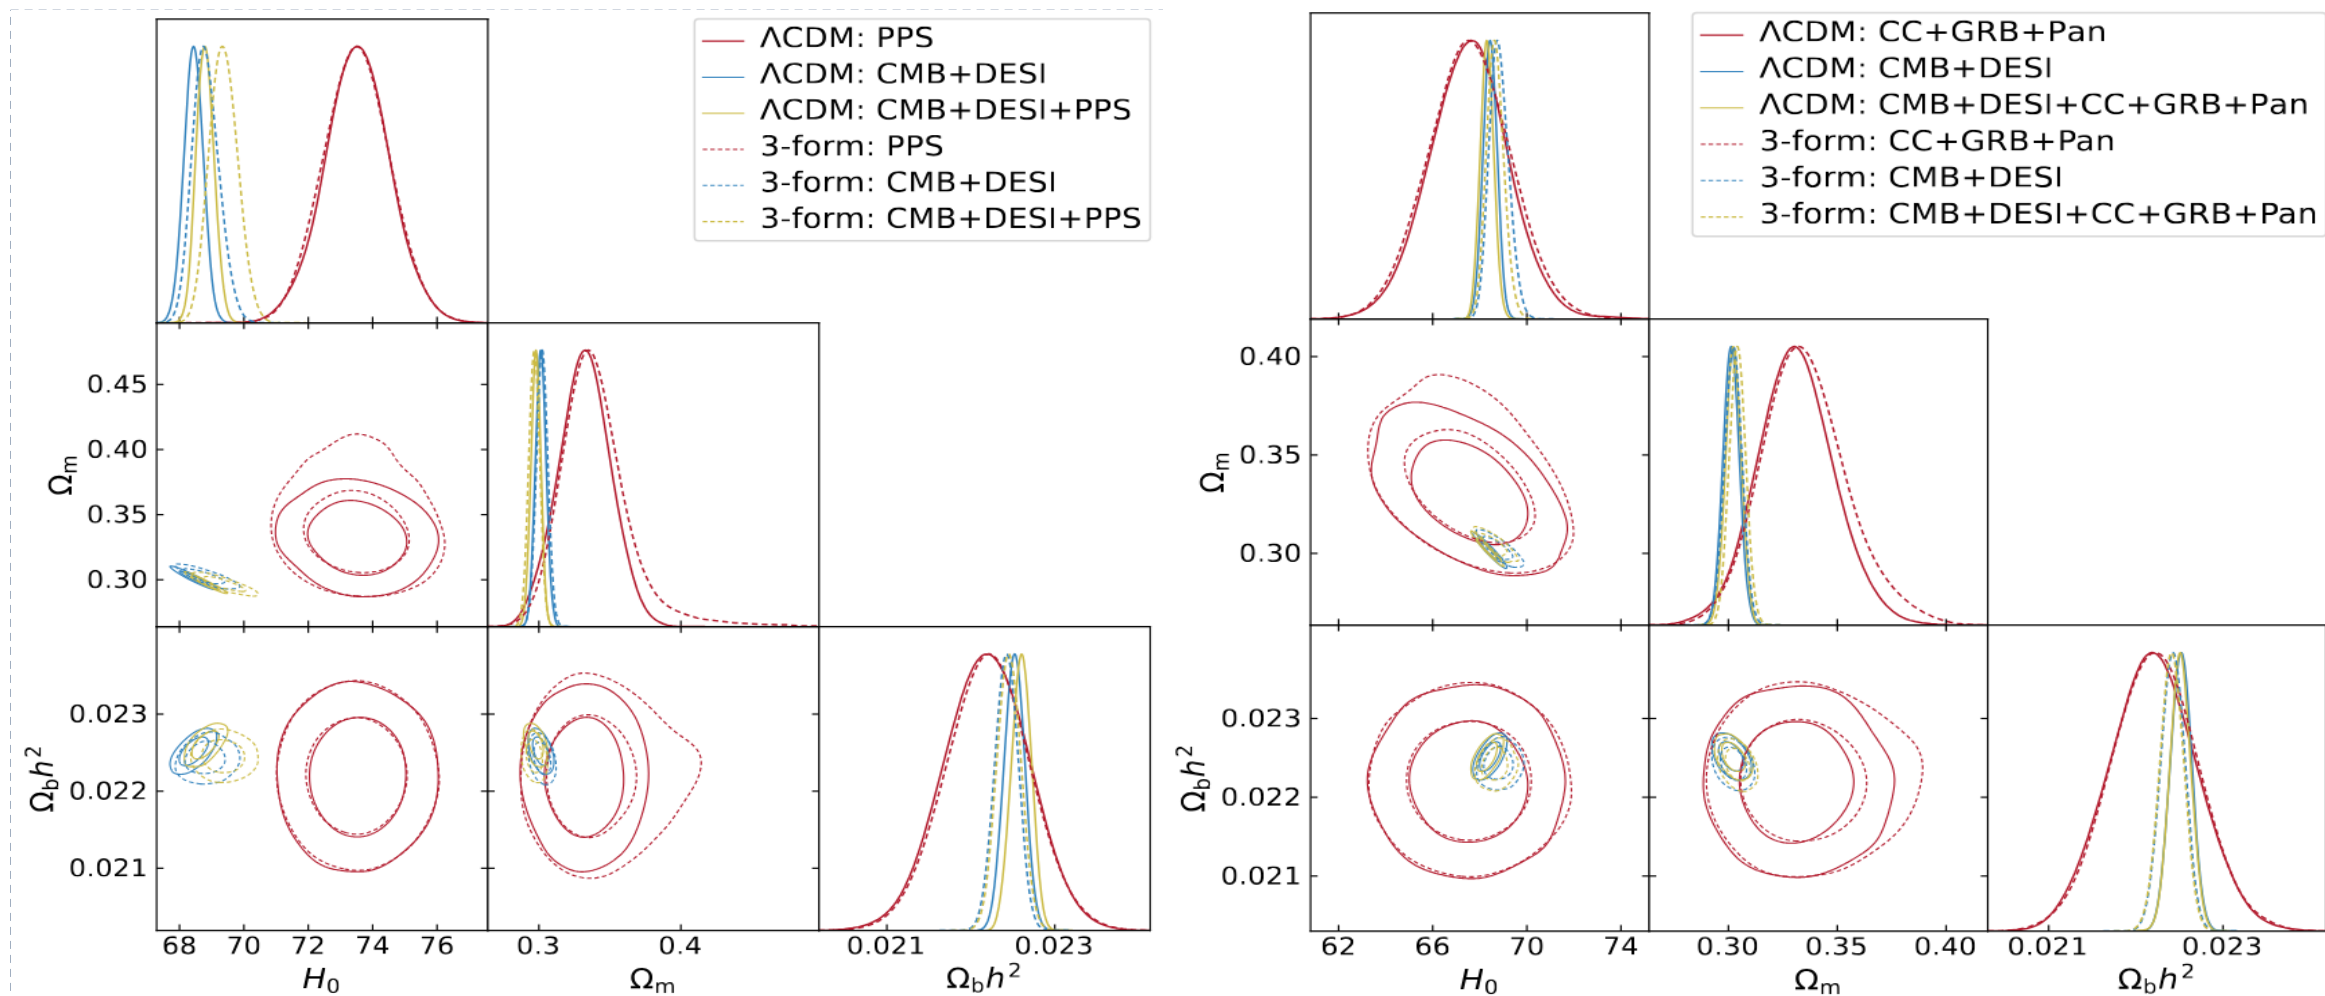 ΛCDM: PPS
ΛCDM: CMB+DESI
ΛCDM: CMB+DESI+PPS
3-form: PPS
3-form: CMB+DESI
3-form: CMB+DESI+PPS
0.45
0.40
0.35
0.30
Ωm
0.023
0.022
0.021
Ωbh²
68 70 72 74 76
H₀
0.3 0.4
Ωm
0.021 0.023
Ωbh²
ΛCDM: CC+GRB+Pan
ΛCDM: CMB+DESI
ΛCDM: CMB+DESI+CC+GRB+Pan
3-form: CC+GRB+Pan
3-form: CMB+DESI
3-form: CMB+DESI+CC+GRB+Pan
0.40
0.35
0.30
Ωm
0.023
0.022
0.021
Ωbh²
62 66 70 74
H₀
0.30 0.35 0.40
Ωm
0.021 0.023
Ωbh²